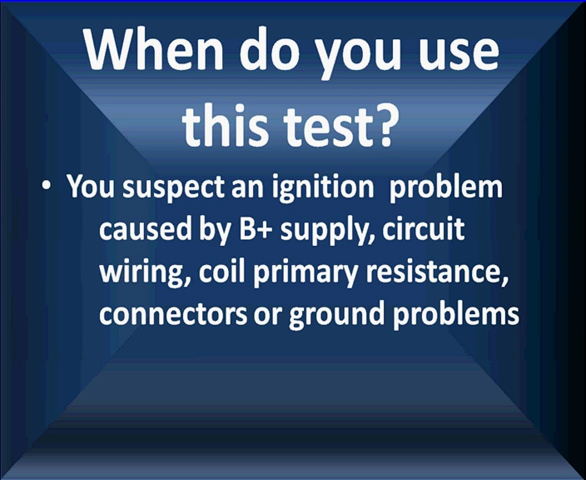 When do you use
this test?
• You suspect an ignition problem
caused by B+ supply, circuit
wiring, coil primary resistance,
connectors or ground problems